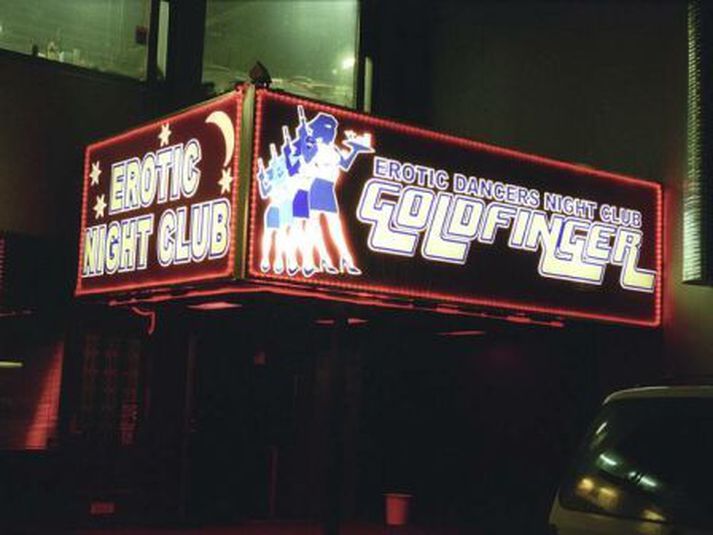 EROTIC
NIGHT CLUB
EROTIC DANCERS NIGHT CLUB
GOLDFINGER